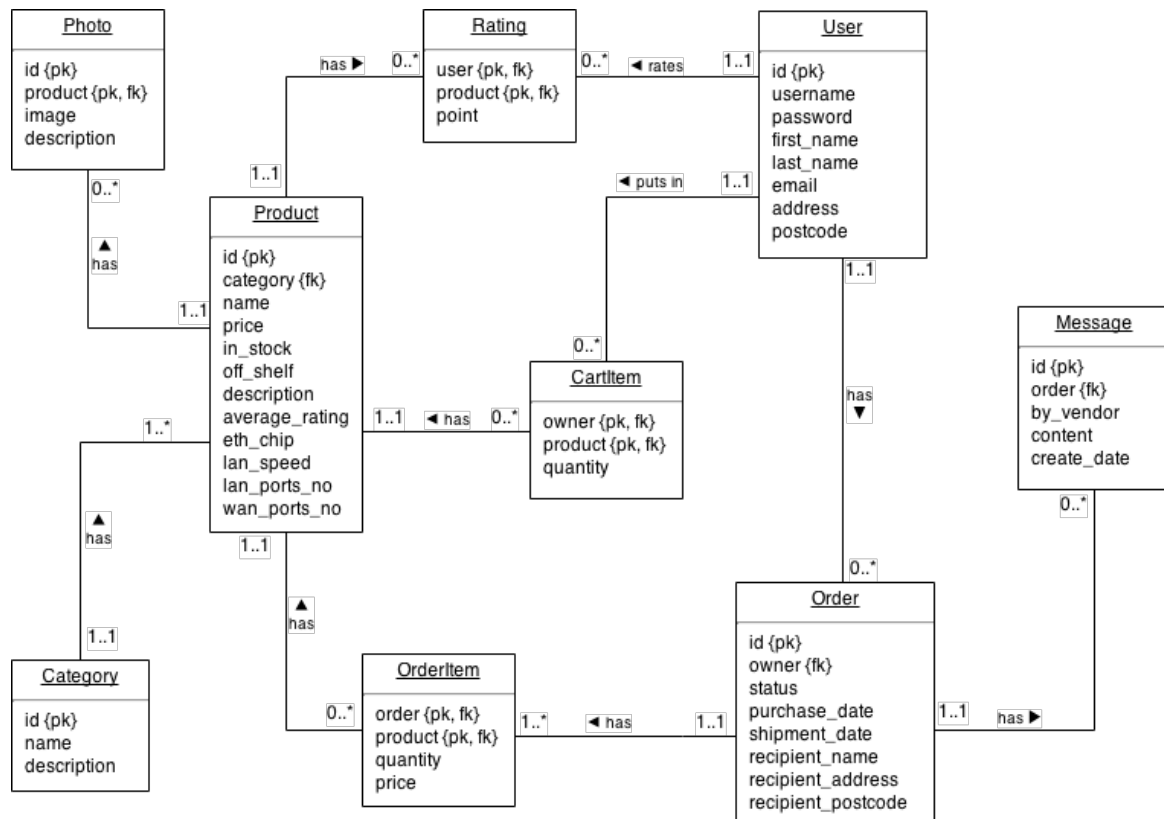 Photo
id {pk}
product {pk, fk}
image
description
0..*
▲
has
1..1
Rating
user {pk, fk}
product {pk, fk}
point
has ►
0..*
1..1
0..*
◄ rates
1..1
User
id {pk}
username
password
first_name
last_name
email
address
postcode
◄ puts in
1..1
0..*
1..1
has
▼
0..*
Product
id {pk}
category {fk}
name
price
in_stock
off_shelf
description
average_rating
eth_chip
lan_speed
lan_ports_no
wan_ports_no
1..1
◄ has
0..*
CartItem
owner {pk, fk}
product {pk, fk}
quantity
Message
id {pk}
order {fk}
by_vendor
content
create_date
0..*
1..*
▲
has
1..1
Category
id {pk}
name
description
1..1
▲
has
0..*
OrderItem
order {pk, fk}
product {pk, fk}
quantity
price
1..*
◄ has
1..1
Order
id {pk}
owner {fk}
status
purchase_date
shipment_date
recipient_name
recipient_address
recipient_postcode
1..1
has ►